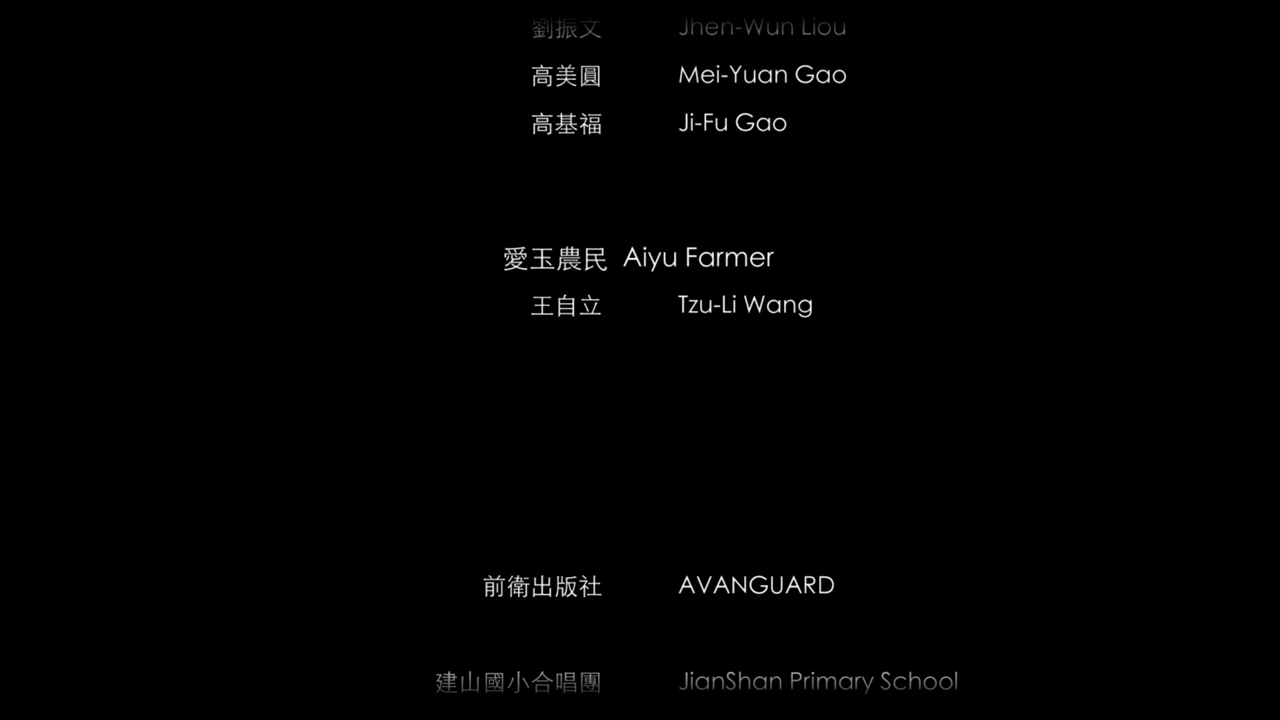 劉振文 Jhen-Wun Liou
高美圓 Mei-Yuan Gao
高基福 Ji-Fu Gao
愛玉農民 Aiyu Farmer
王自立 Tzu-Li Wang
前衛出版社 AVANGUARD
建山國小合唱團 JianShan Primary School